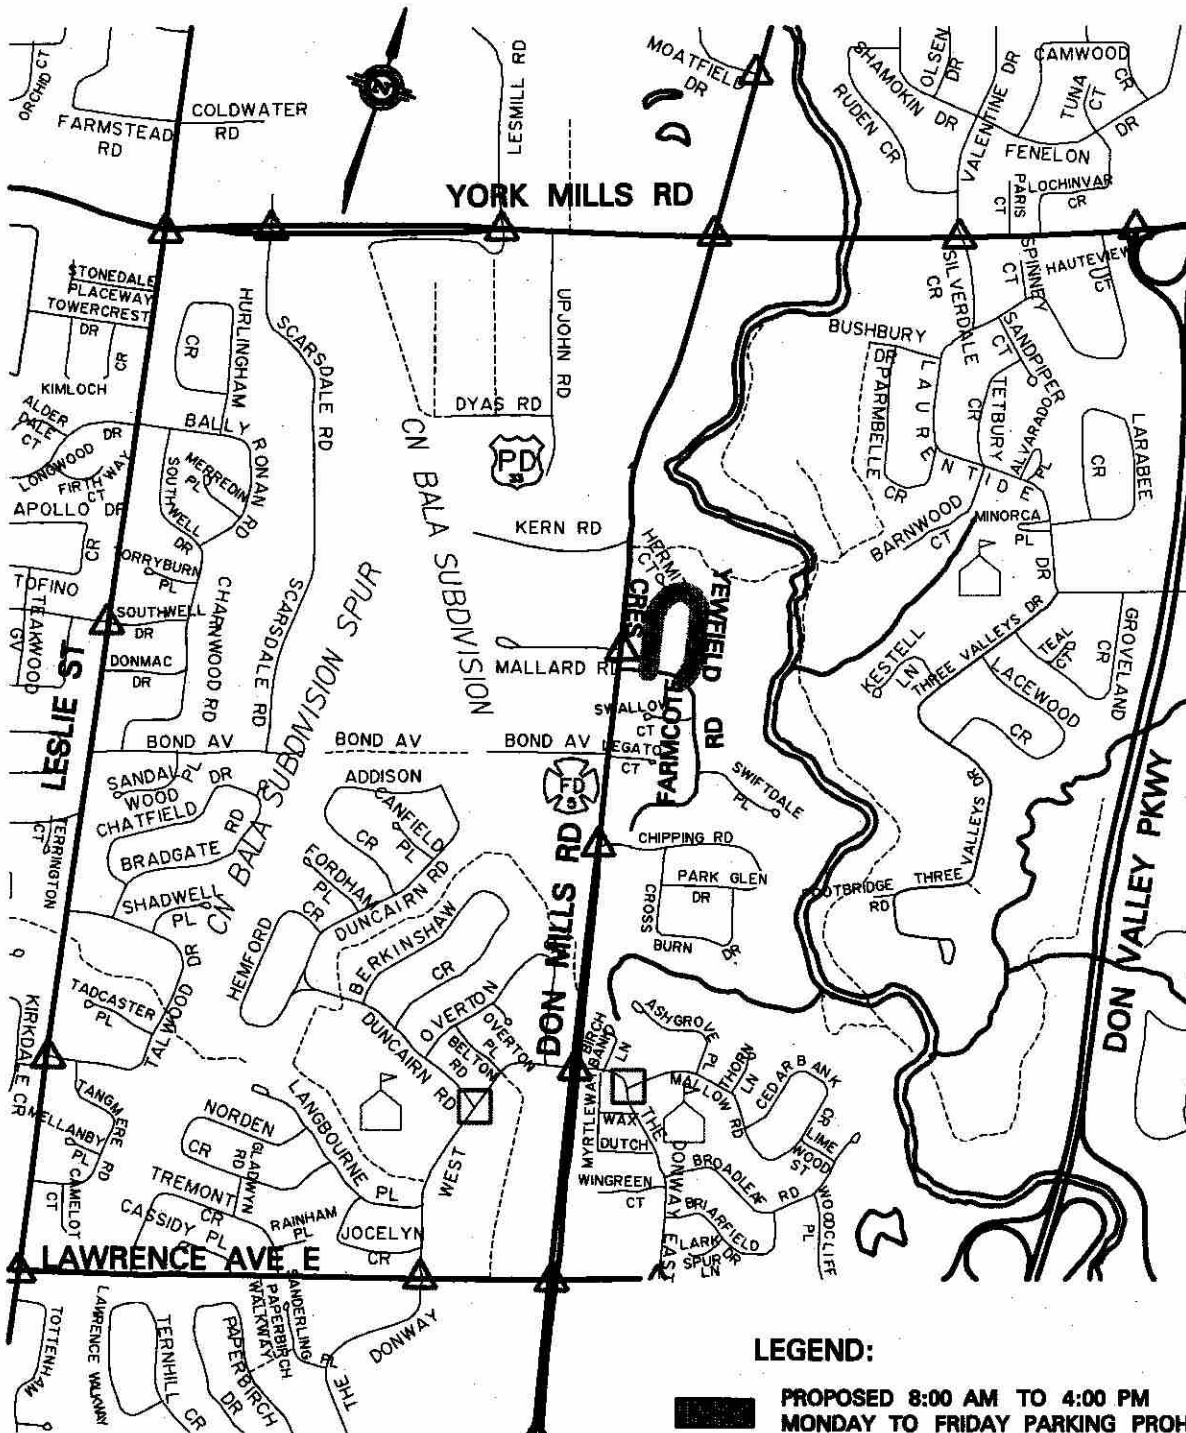 ORCHID CT
COLDWATER
RD
FARMSTEAD
RD
LESMILL RD
MOATFIELD
DR
SHAMOKIN DR
OLSEN
DR
RUDEN CR
VALENTINE DR
CAMWOOD
CR
TUNA
CT
DR
FENELON
PARIS
CT
LOCHINVAR
CR
N
YORK MILLS RD
STONEDALE
PLACEWAY
TOWERCREST
DR
CR
KIMLOCH
HURLINGHAM
CR
SCARSDALE RD
UPJOHN RD
DYAS RD
CN BALA SUBDIVISION
PD
33
SILVERDALE
CR
SPINNEY
CT
HAUTEVIEW
CT
SANDPIPER
CT
BUSHBURY
DR
PARMBELLE
CR
LAURENTIDE
DR
TETBURY
CR
ALVARADO
PL
LARABEE
CR
ALDER
DALE
CT
LONGWOOD
DR
FIRTHWAY
CT
APOLLO DR
CR
BALLYRONAN RD
MERREDIN
PL
SOUTHWELL
DR
KERN RD
HERMI
CT
BARNWOOD
CT
MINORCA
PL
ORRYBURN
PL
TOFINO
TEAKWOOD
GV
SOUTHWELL
DR
DONMAC
DR
CHARNWOOD RD
SCARSDALE RD
CN BALA SUBDIVISION SPUR
LESLIE ST
MALLARD RD
CRES
YEWFIELD
RD
FARMCOTE
SWALLOW
CT
LEGATO
CT
SWIFTDALE
PL
KESTELL
LN
THREE VALLEYS DR
TEAL
CT
LACEWOOD
CR
GROVELAND
CR
BOND AV
BOND AV
BOND AV
SANDAL
WOOD
PL
DR
CHATFIELD
BRADGATE RD
SHADWELL
PL
TERRINGTON
CT
ADDISON
CR
CANFIELD
PL
FORDHAM
PL
CR
DUNCAIRN RD
HEMFORD
FD
5
DON MILLS RD
CHIPPING RD
PARK GLEN
DR
CROSS
BURN DR
THREE VALLEYS DR
FOOTBRIDGE
RD
DON VALLEY PKWY
BERKINSHAW
CR
OVERTON
OVERTON
PL
BELTON
RD
DUNCAIRN RD
TADCASTER
PL
TALWOOD DR
KIRKDALE CR
TANGMERE
RD
MELLANBY
PL
CAMELOT
CT
LANGBOURNE
PL
NORDEN
CR
GLADWYN
RD
TREMONT
CR
CASSIDY PL
RAINHAM
PL
JOCELYN
CR
WEST
BIRCH
BANK
LN
ASHGROVE
PL
THORN
LN
MALLOW RD
CEDARBANK
CR
LIME
WOOD
ST
MYRTLEWAY
WAX
DUTCH
WINGREEN
CT
THE DONWAY EAST
BROADLEAF RD
BRIARFIELD
DR
LARK
SPUR
LN
WOODCLIFF
PL
LAWRENCE AVE E
TOTTENHAM
LAWRENCE WALKWAY
TERNHILL CR
PAPERBIRCH
DR
PAPERBIRCH
WALKWAY
SANDERLING
PL
THE
DONWAY
LEGEND:
PROPOSED 8:00 AM TO 4:00 PM
MONDAY TO FRIDAY PARKING PROH